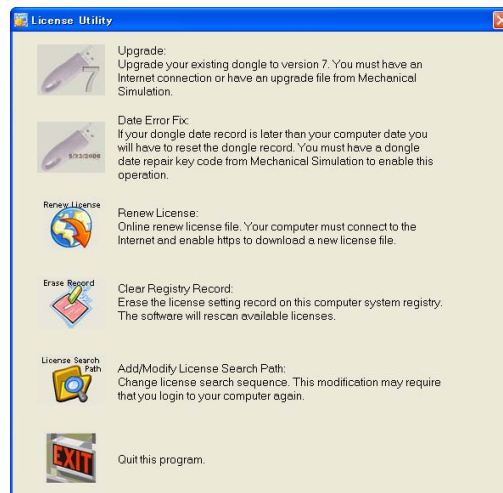 License Utility
Upgrade:
Upgrade your existing dongle to version 7. You must have an
Internet connection or have an upgrade file from Mechanical
Simulation.
7
Date Error Fix:
If your dongle date record is later than your computer date you
will have to reset the dongle record. You must have a dongle
date repair key code from Mechanical Simulation to enable this
operation.
8/23/2006
Renew License
Renew License:
Online renew license file. Your computer must connect to the
Internet and enable https to download a new license file.
Erase Record
Clear Registry Record:
Erase the license setting record on this computer system registry.
The software will rescan available licenses.
License Search
Path
Add/Modify License Search Path:
Change license search sequence. This modification may require
that you login to your computer again.
EXIT
Quit this program.